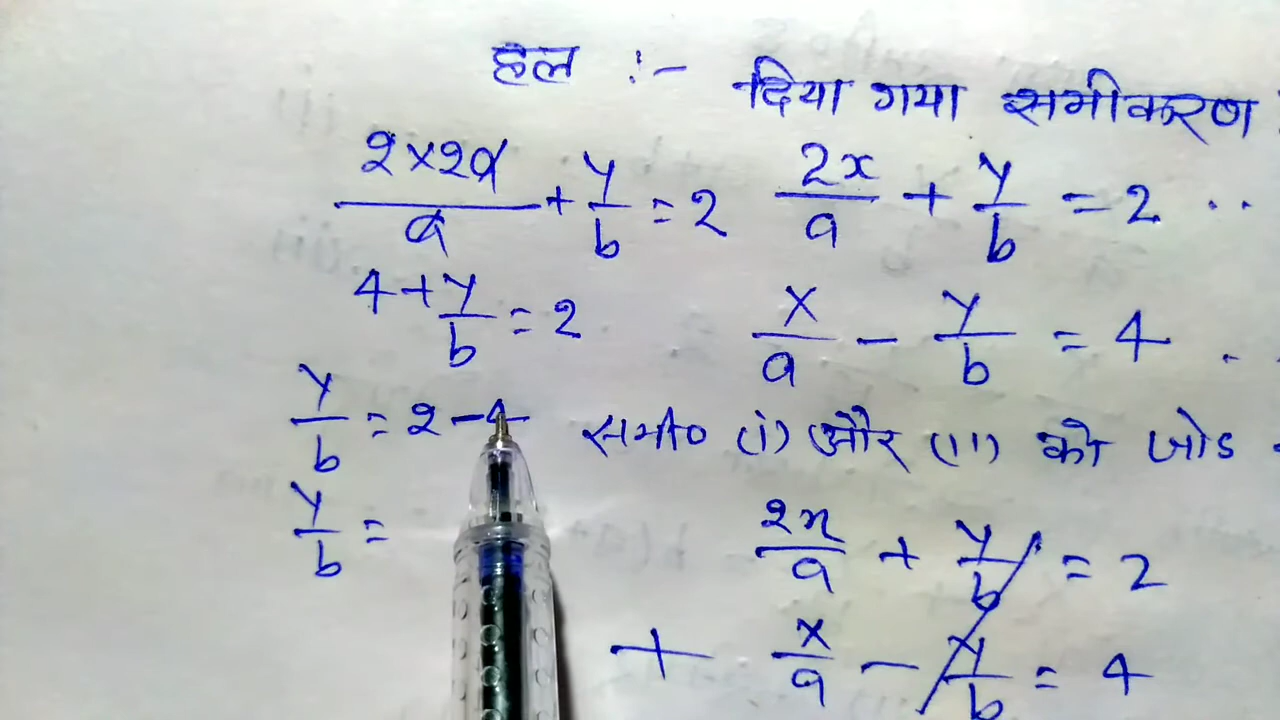 हल :- दिया गया समीकरण :
2x/a + y/b = 2 ..
x/a - y/b = 4 ..
समी० (i) और (ii) को जोड
2x/a + y/b = 2
+ x/a - y/b = 4
2×2a/a + y/b = 2
4 + y/b = 2
y/b = 2 - 4
y/b =